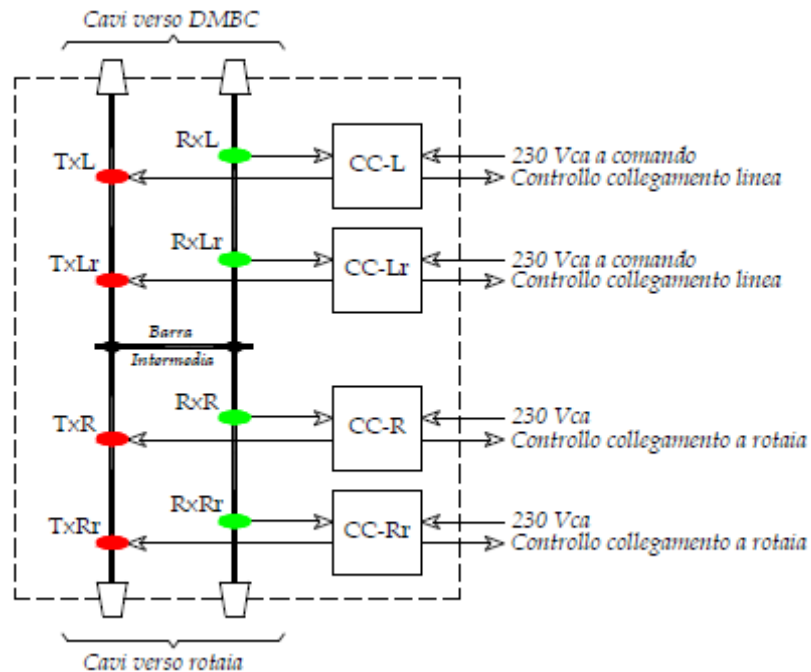 Cavi verso DMBC
RxL
TxL
CC-L
230 Vca a comando
Controllo collegamento linea
RxLr
TxLr
CC-Lr
230 Vca a comando
Controllo collegamento linea
Barra
Intermedia
RxR
TxR
CC-R
230 Vca
Controllo collegamento a rotaia
RxRr
TxRr
CC-Rr
230 Vca
Controllo collegamento a rotaia
Cavi verso rotaia